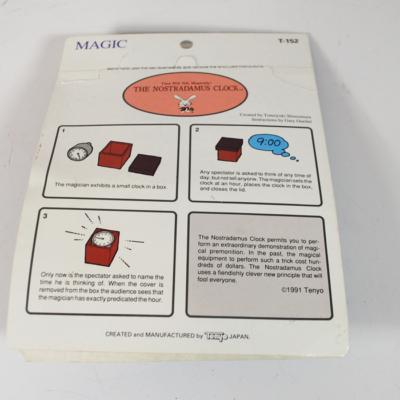 MAGIC
T-152
THE NOSTRADAMUS CLOCK
Created by
Instructions by
1
The magician exhibits a small clock in a box.
2
9:00
Any spectator is asked to think of any time of
day, but not tell anyone. The magician sets the
clock at an hour, places the clock in the box,
and closes the lid.
3
Only now is the spectator asked to name the
time he is thinking of. When the cover is
removed from the box the audience sees that
the magician has exactly predicated the hour.
The Nostradamus Clock permits you to per-
form an extraordinary demonstration of magi-
cal premonition. In the past, the magical
equipment to perform such a trick cost hun-
dreds of dollars. The Nostradamus Clock
uses a fiendishly clever new principle that will
fool everyone.
©1991 Tenyo
CREATED and MANUFACTURED by Tenyo JAPAN.